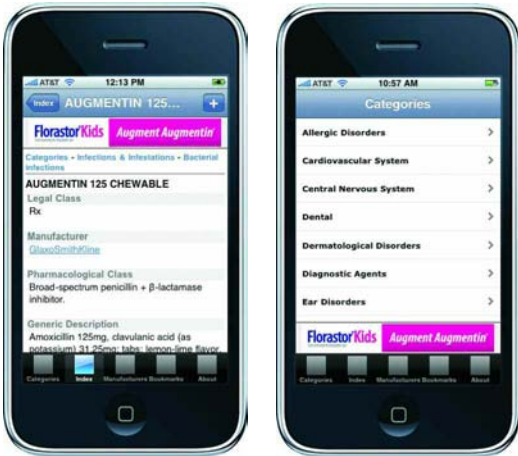 AT&T 12:13 PM
Index AUGMENTIN 125... +
Florastor Kids Augment Augmentin'
Categories • Infections & Infestations • Bacterial
infections
AUGMENTIN 125 CHEWABLE
Legal Class
Rx
Manufacturer
GlaxoSmithKline
Pharmacological Class
Broad-spectrum penicillin + β-lactamase
inhibitor.
Generic Description
Amoxicillin 125mg, clavulanic acid (as
potassium) 31.25mg; tabs; lemon-lime flavor.
Categories Index Manufacturers Bookmarks About
AT&T 10:57 AM
Categories
Allergic Disorders
Cardiovascular System
Central Nervous System
Dental
Dermatological Disorders
Diagnostic Agents
Ear Disorders
Florastor Kids Augment Augmentin'
Categories Index Manufacturers Bookmarks About